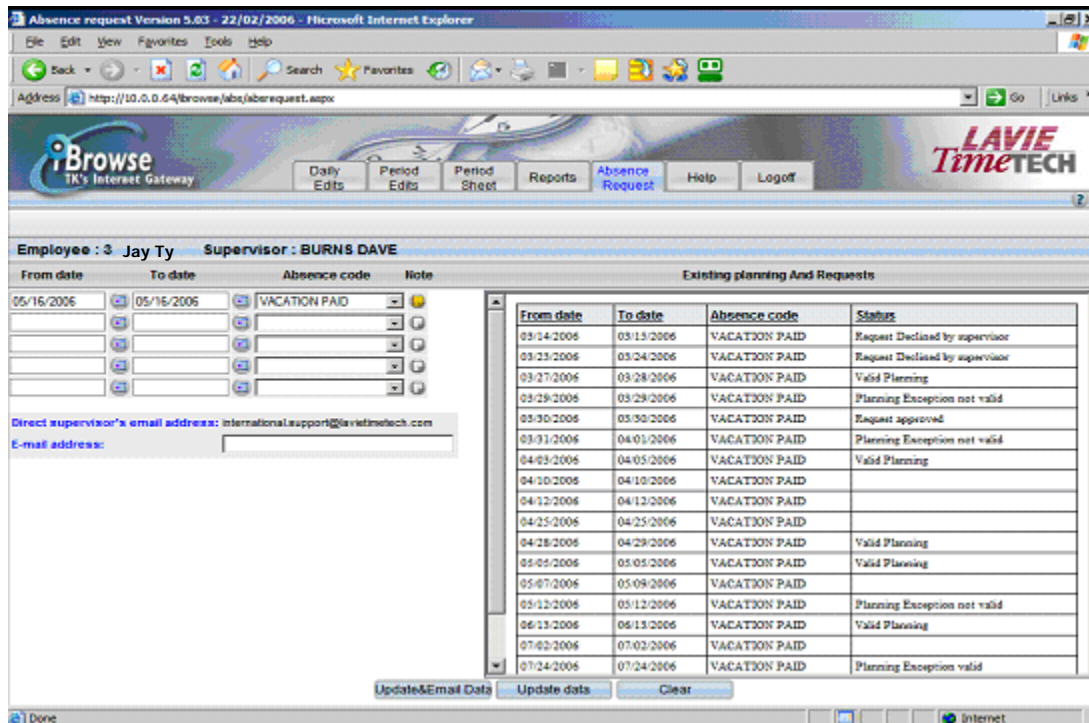 Absence request Version 5.03 - 22/02/2006 - Microsoft Internet Explorer
File Edit View Favorites Tools Help
Back Search Favorites
Address http://10.0.0.64/ibrowse/abs/absrequest.aspx Go Links
iBrowse
TK's Internet Gateway
Daily Edits Period Edits Period Sheet Reports Absence Request Help Logoff
LAVIE
TimeTECH
Employee : 3 Jay Ty Supervisor : BURNS DAVE
From date To date Absence code Note Existing planning And Requests
05/16/2006 05/16/2006 VACATION PAID
Direct supervisor's email address: international.support@lavietimetech.com
E-mail address:
From date To date Absence code Status
03/14/2006 03/15/2006 VACATION PAID Request Declined by supervisor
03/23/2006 03/24/2006 VACATION PAID Request Declined by supervisor
03/27/2006 03/28/2006 VACATION PAID Valid Planning
03/29/2006 03/29/2006 VACATION PAID Planning Exception not valid
03/30/2006 03/30/2006 VACATION PAID Request approved
03/31/2006 04/01/2006 VACATION PAID Planning Exception not valid
04/03/2006 04/05/2006 VACATION PAID Valid Planning
04/10/2006 04/10/2006 VACATION PAID
04/12/2006 04/12/2006 VACATION PAID
04/25/2006 04/25/2006 VACATION PAID
04/28/2006 04/29/2006 VACATION PAID Valid Planning
05/05/2006 05/05/2006 VACATION PAID Valid Planning
05/07/2006 05/09/2006 VACATION PAID
05/12/2006 05/12/2006 VACATION PAID Planning Exception not valid
06/13/2006 06/13/2006 VACATION PAID Valid Planning
07/02/2006 07/02/2006 VACATION PAID
07/24/2006 07/24/2006 VACATION PAID Planning Exception valid
Update&Email Data Update data Clear
Done Internet